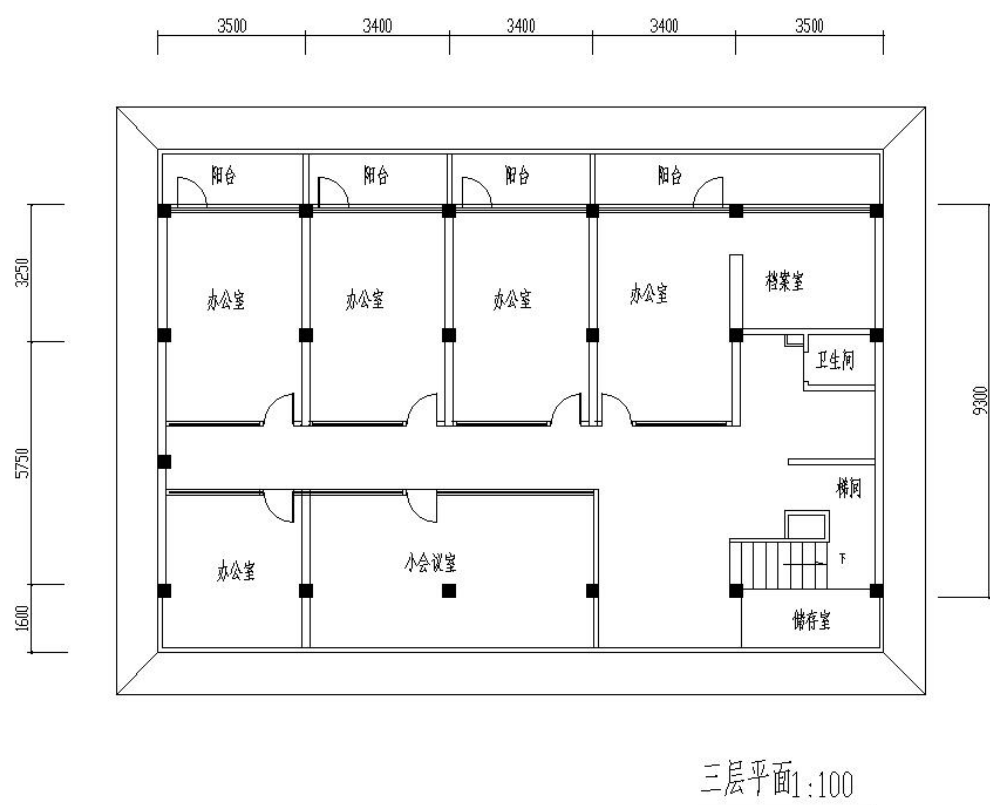 3500 3400 3400 3400 3500
阳台 阳台 阳台 阳台
3250
办公室 办公室 办公室 办公室 档案室
卫生间
9300
5750
梯间
办公室 小会议室 下
1600
储存室
三层平面1:100